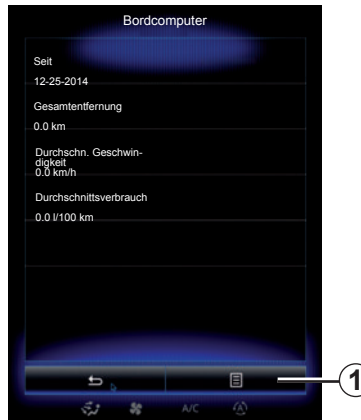 Bordcomputer
Seit
12-25-2014
Gesamtentfernung
0.0 km
Durchschn. Geschwin-
digkeit
0.0 km/h
Durchschnittsverbrauch
0.0 l/100 km
1
A/C
A